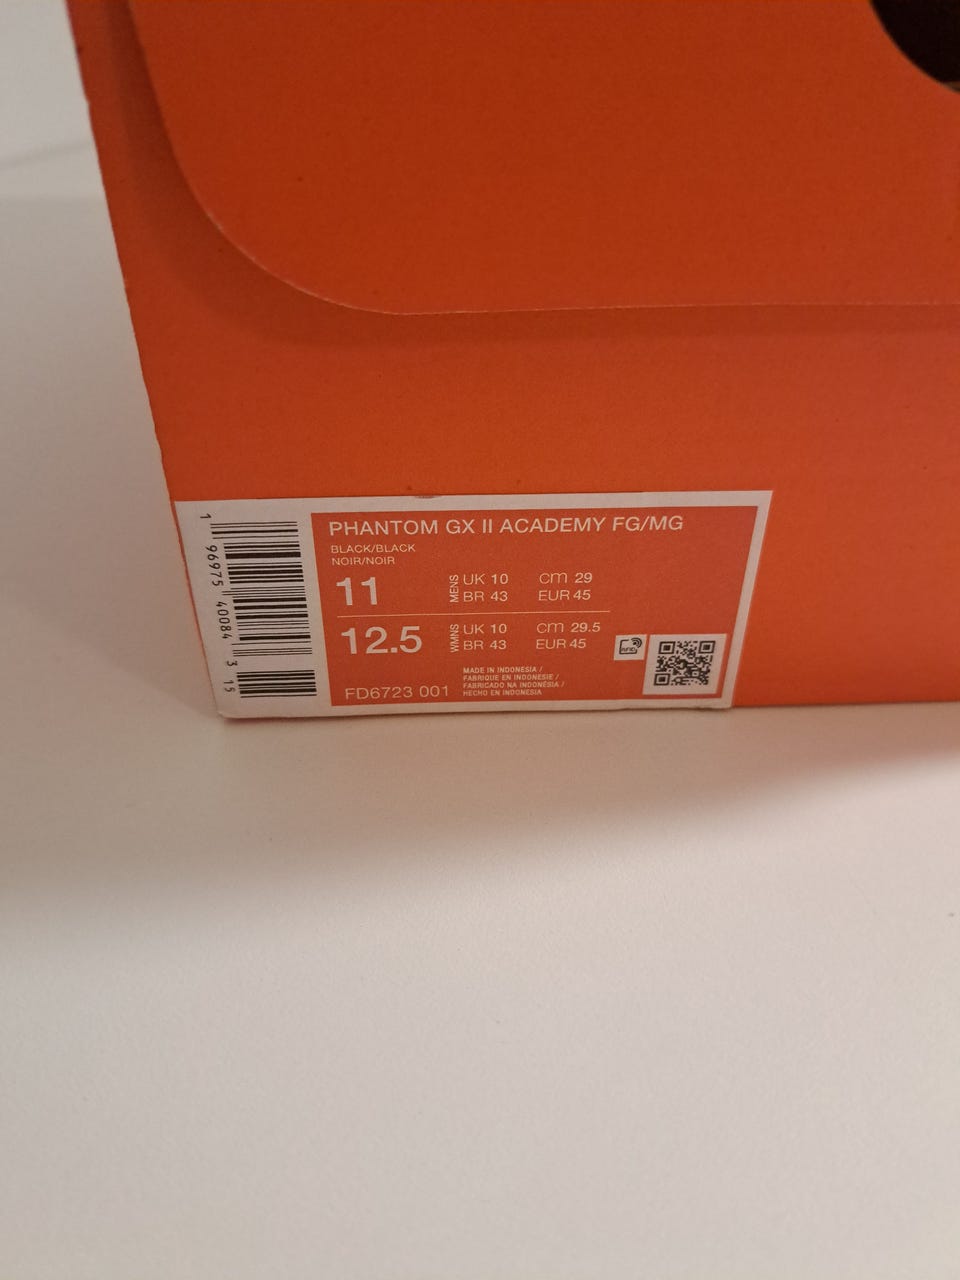 PHANTOM GX II ACADEMY FG/MG
BLACK/BLACK
NOIR/NOIR
11
MENS
UK 10 cm 29
BR 43 EUR 45
12.5
WMNS
UK 10 cm 29.5
BR 43 EUR 45
FD6723 001
MADE IN INDONESIA /
FABRIQUE EN INDONESIE /
FABRICADO NA INDONÉSIA /
HECHO EN INDONESIA
RFID
1 96975 40084 3 15